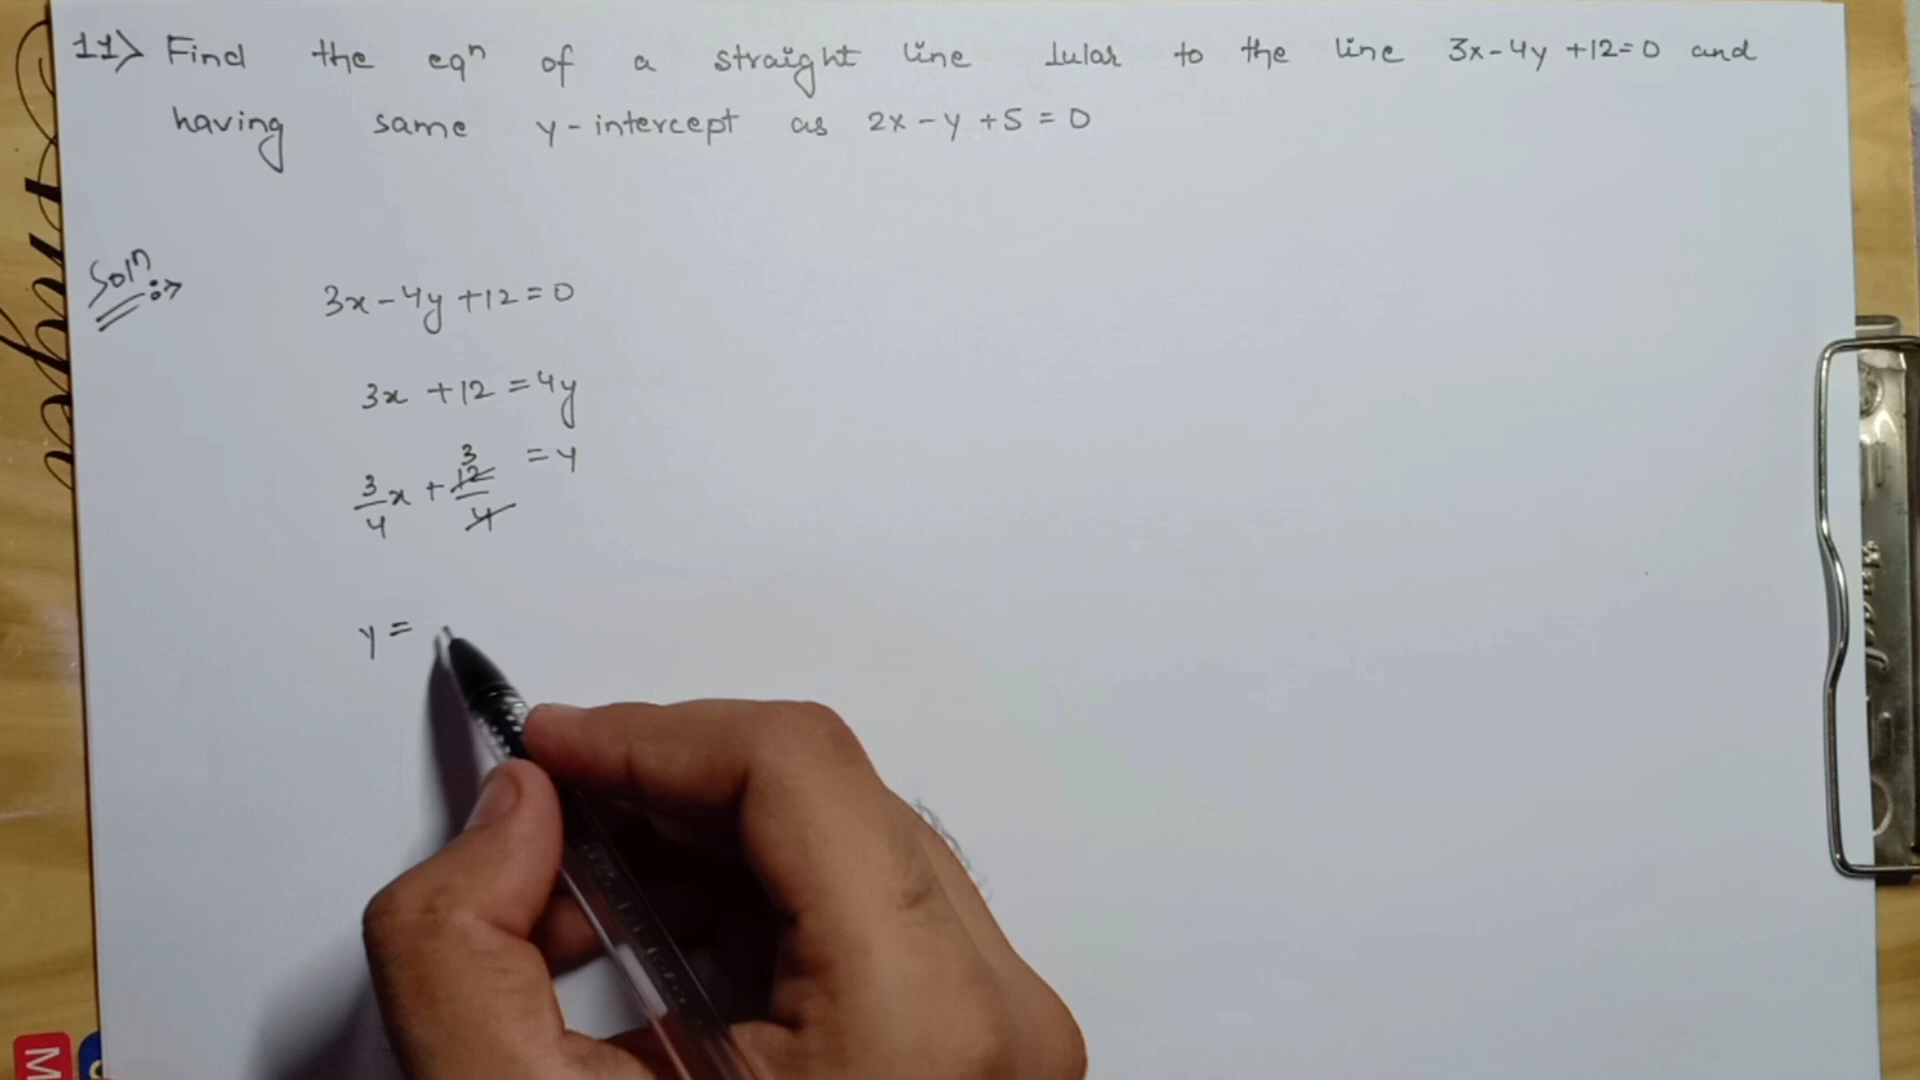 11> Find the eqⁿ of a straight line ⊥ular to the line 3x-4y+12=0 and
having same y-intercept as 2x-y+5=0
Solⁿ:→
3x-4y+12=0
3x+12=4y
3/4x + 12/4 3 = y
y =
M